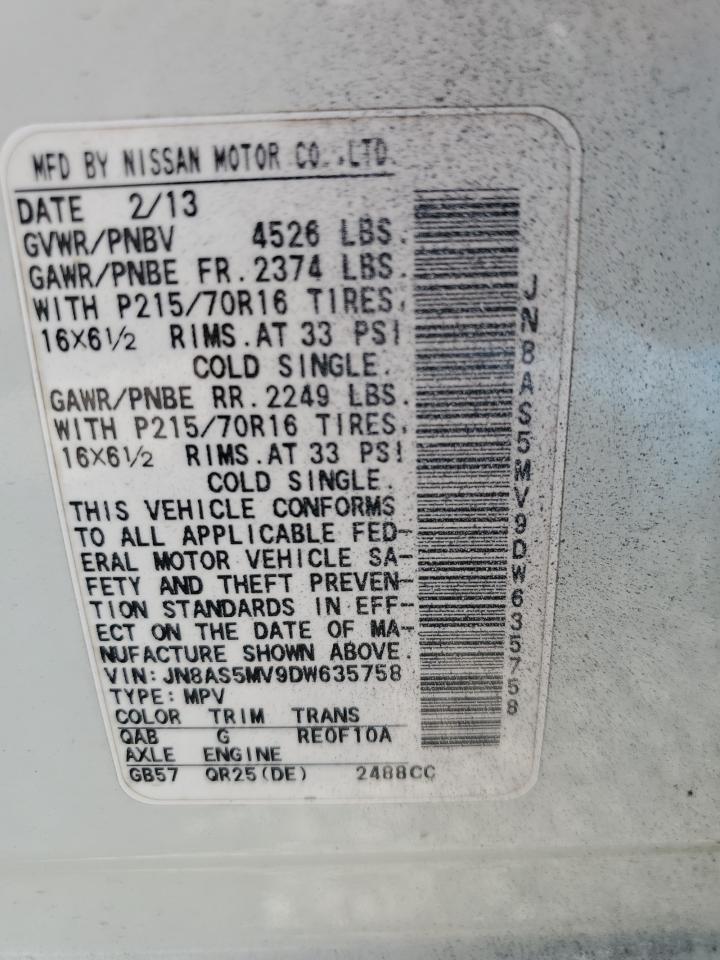 MFD BY NISSAN MOTOR CO.,LTD.
DATE 2/13
GVWR/PNBV 4526 LBS.
GAWR/PNBE FR.2374 LBS.
WITH P215/70R16 TIRES,
16X6½ RIMS.AT 33 PSI
COLD SINGLE.
GAWR/PNBE RR.2249 LBS.
WITH P215/70R16 TIRES,
16X6½ RIMS.AT 33 PSI
COLD SINGLE.
THIS VEHICLE CONFORMS
TO ALL APPLICABLE FED-
ERAL MOTOR VEHICLE SA-
FETY AND THEFT PREVEN-
TION STANDARDS IN EFF-
ECT ON THE DATE OF MA-
NUFACTURE SHOWN ABOVE.
VIN:JN8AS5MV9DW635758
TYPE:MPV
COLOR TRIM TRANS
QAB G RE0F10A
AXLE ENGINE
GB57 QR25(DE) 2488CC
JN8AS5MV9DW635758